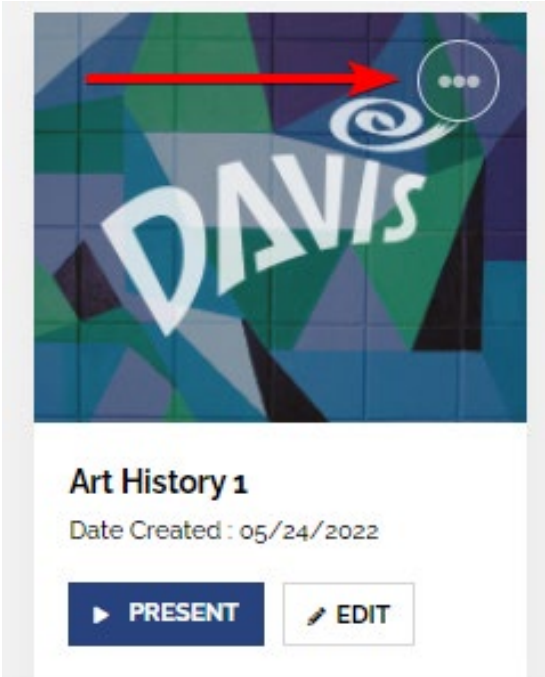 DAVIS
Art History 1
Date Created : 05/24/2022
PRESENT
EDIT